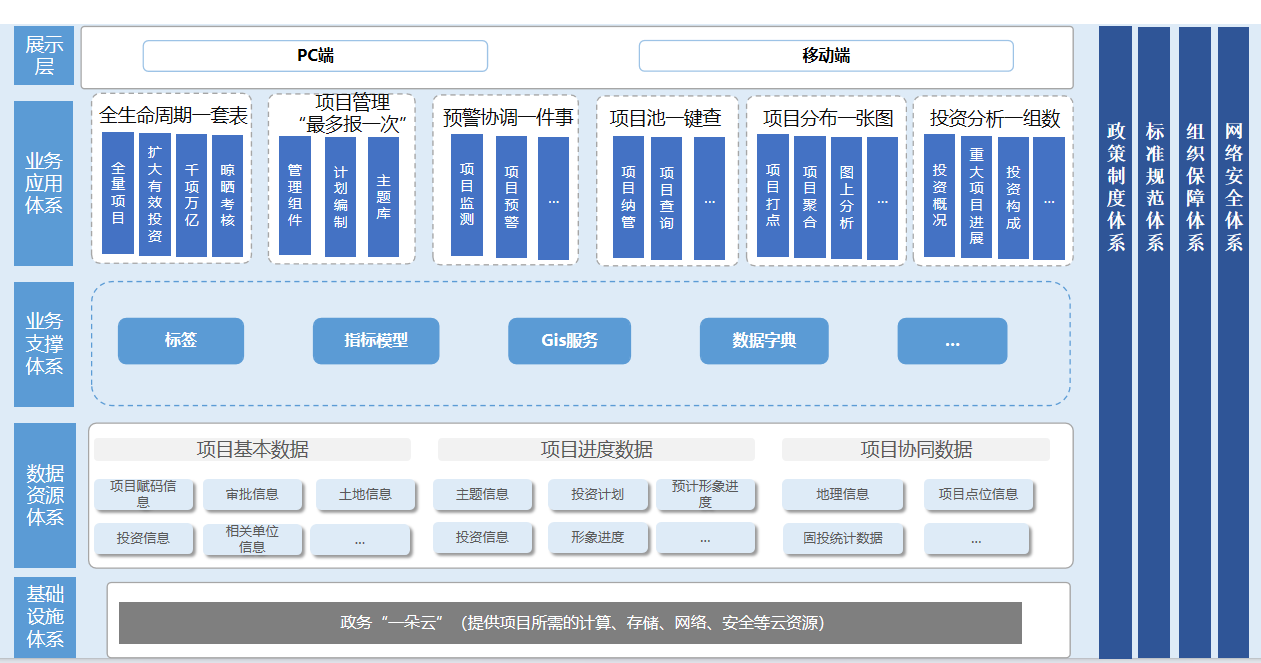 展示
层
PC端
移动端
业务
应用
体系
全生命周期一套表
全量项目
扩大有效投资
千项万亿
晾晒考核
项目管理
“最多报一次”
管理组件
计划编制
主题库
预警协调一件事
项目监测
项目预警
...
项目池一键查
项目纳管
项目查询
...
项目分布一张图
项目打点
项目聚合
图上分析
...
投资分析一组数
投资概况
重大项目进展
投资构成
...
业务
支撑
体系
标签
指标模型
Gis服务
数据字典
...
数据
资源
体系
项目基本数据
项目赋码信
息
审批信息
土地信息
投资信息
相关单位
信息
...
项目进度数据
主题信息
投资计划
预计形象进
度
投资信息
形象进度
...
项目协同数据
地理信息
项目点位信息
固投统计数据
...
基础
设施
体系
政务“一朵云”（提供项目所需的计算、存储、网络、安全等云资源）
政策制度体系
标准规范体系
组织保障体系
网络安全体系